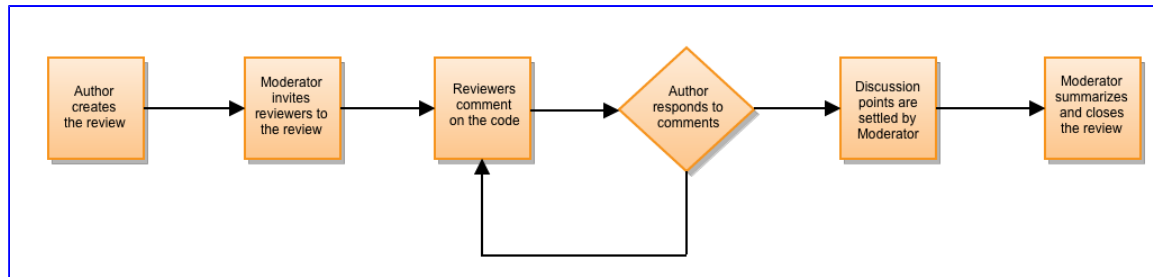 Author
creates
the review
Moderator
invites
reviewers to
the review
Reviewers
comment
on the code
Author
responds to
comments
Discussion
points are
settled by
Moderator
Moderator
summarizes
and closes
the review